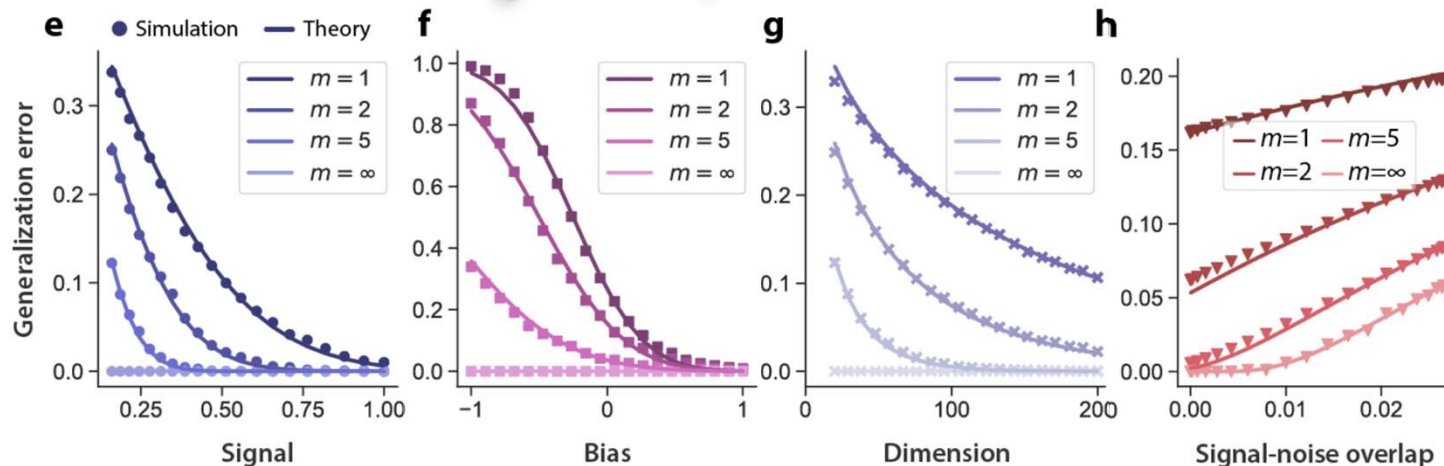 e
Simulation
Theory
f
g
h
Generalization error
0.3
0.2
0.1
0.0
m = 1
m = 2
m = 5
m = ∞
0.25
0.50
0.75
1.00
Signal
1.0
0.8
0.6
0.4
0.2
0.0
m = 1
m = 2
m = 5
m = ∞
−1
0
1
Bias
0.3
0.2
0.1
0.0
m = 1
m = 2
m = 5
m = ∞
0
100
200
Dimension
0.20
0.15
0.10
0.05
0.00
m=1
m=5
m=2
m=∞
0.00
0.01
0.02
Signal-noise overlap